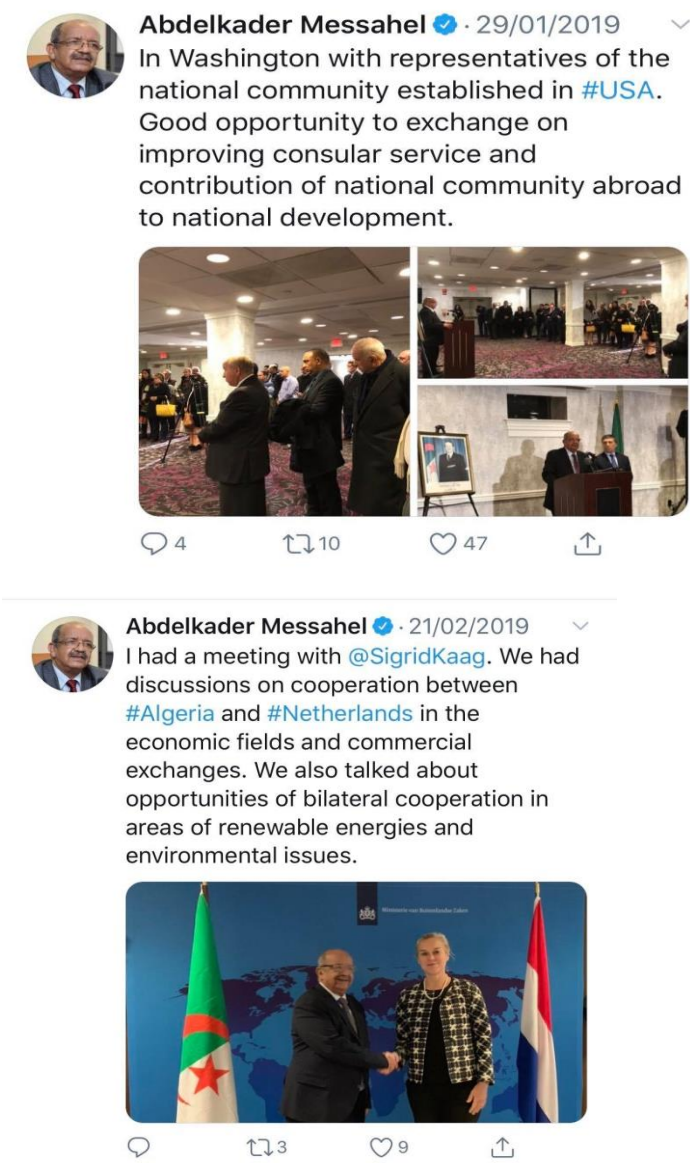 Abdelkader Messahel · 29/01/2019
In Washington with representatives of the
national community established in #USA.
Good opportunity to exchange on
improving consular service and
contribution of national community abroad
to national development.
4 10 47
Abdelkader Messahel · 21/02/2019
I had a meeting with @SigridKaag. We had
discussions on cooperation between
#Algeria and #Netherlands in the
economic fields and commercial
exchanges. We also talked about
opportunities of bilateral cooperation in
areas of renewable energies and
environmental issues.
Ministerie van Buitenlandse Zaken
3 9